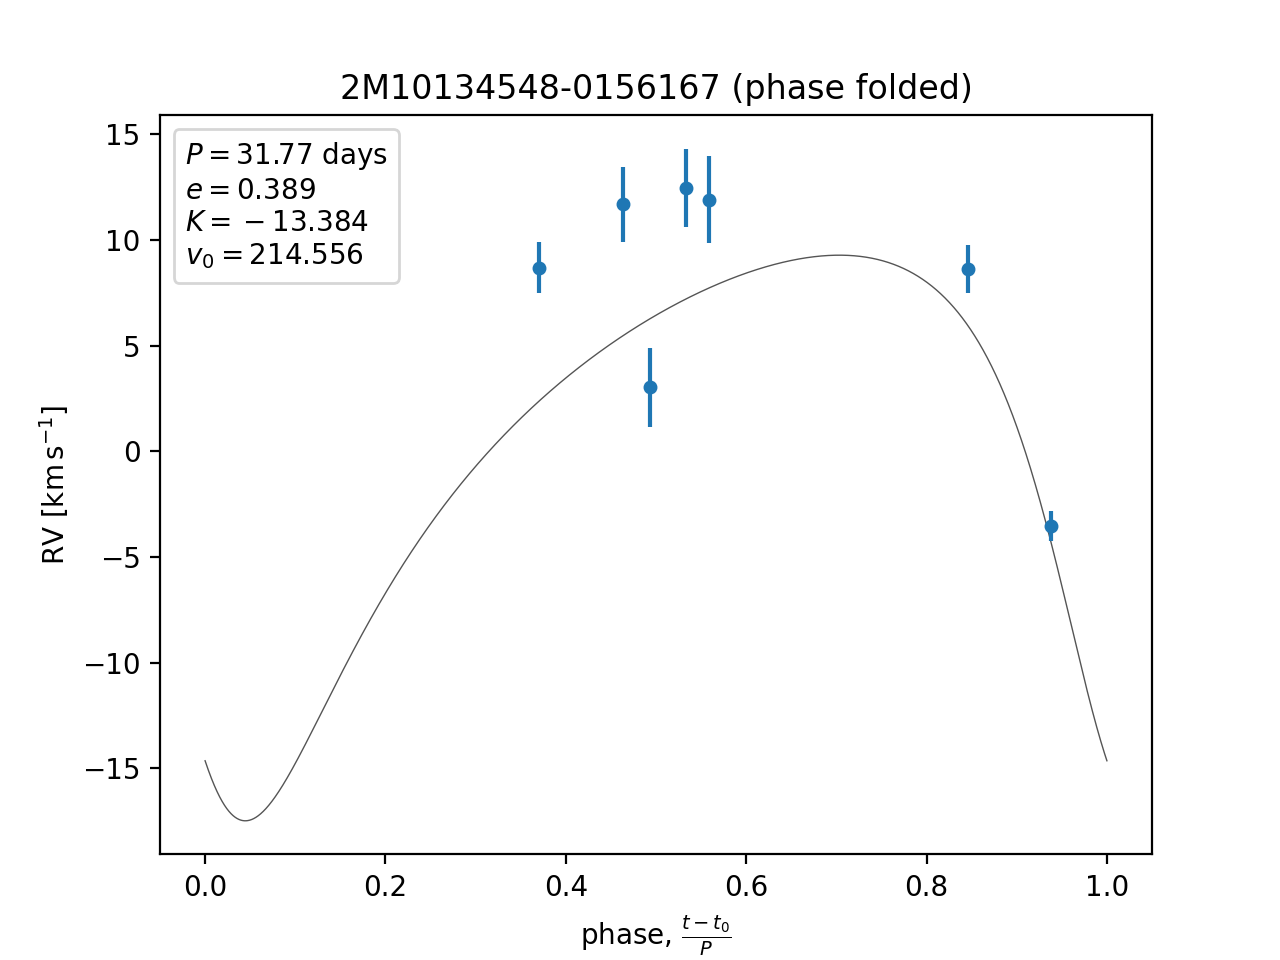 2M10134548-0156167 (phase folded)
P = 31.77 days
e = 0.389
K = −13.384
v₀ = 214.556
RV [km s⁻¹]
15
10
5
0
−5
−10
−15
0.0 0.2 0.4 0.6 0.8 1.0
phase, (t − t₀)/P